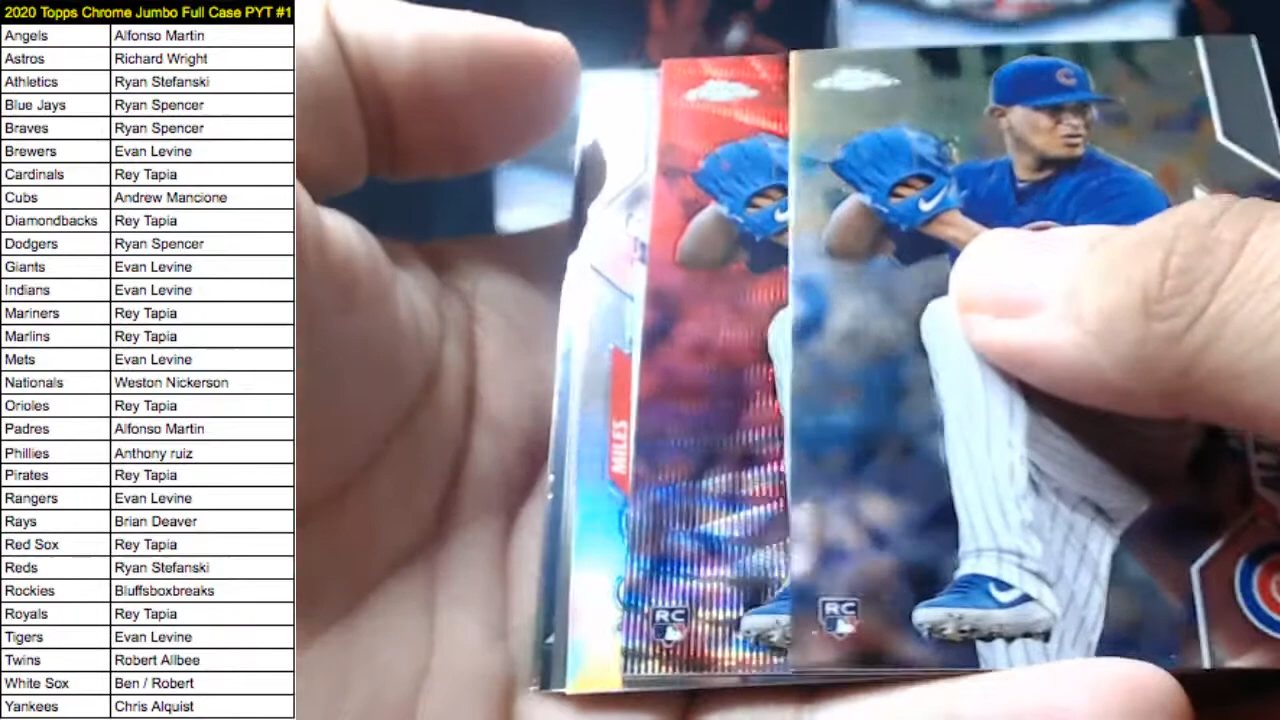 2020 Topps Chrome Jumbo Full Case PYT #1
Angels Alfonso Martin
Astros Richard Wright
Athletics Ryan Stefanski
Blue Jays Ryan Spencer
Braves Ryan Spencer
Brewers Evan Levine
Cardinals Rey Tapia
Cubs Andrew Mancione
Diamondbacks Rey Tapia
Dodgers Ryan Spencer
Giants Evan Levine
Indians Evan Levine
Mariners Rey Tapia
Marlins Rey Tapia
Mets Evan Levine
Nationals Weston Nickerson
Orioles Rey Tapia
Padres Alfonso Martin
Phillies Anthony ruiz
Pirates Rey Tapia
Rangers Evan Levine
Rays Brian Deaver
Red Sox Rey Tapia
Reds Ryan Stefanski
Rockies Bluffsboxbreaks
Royals Rey Tapia
Tigers Evan Levine
Twins Robert Allbee
White Sox Ben / Robert
Yankees Chris Alquist
MILES
RC
RC
C